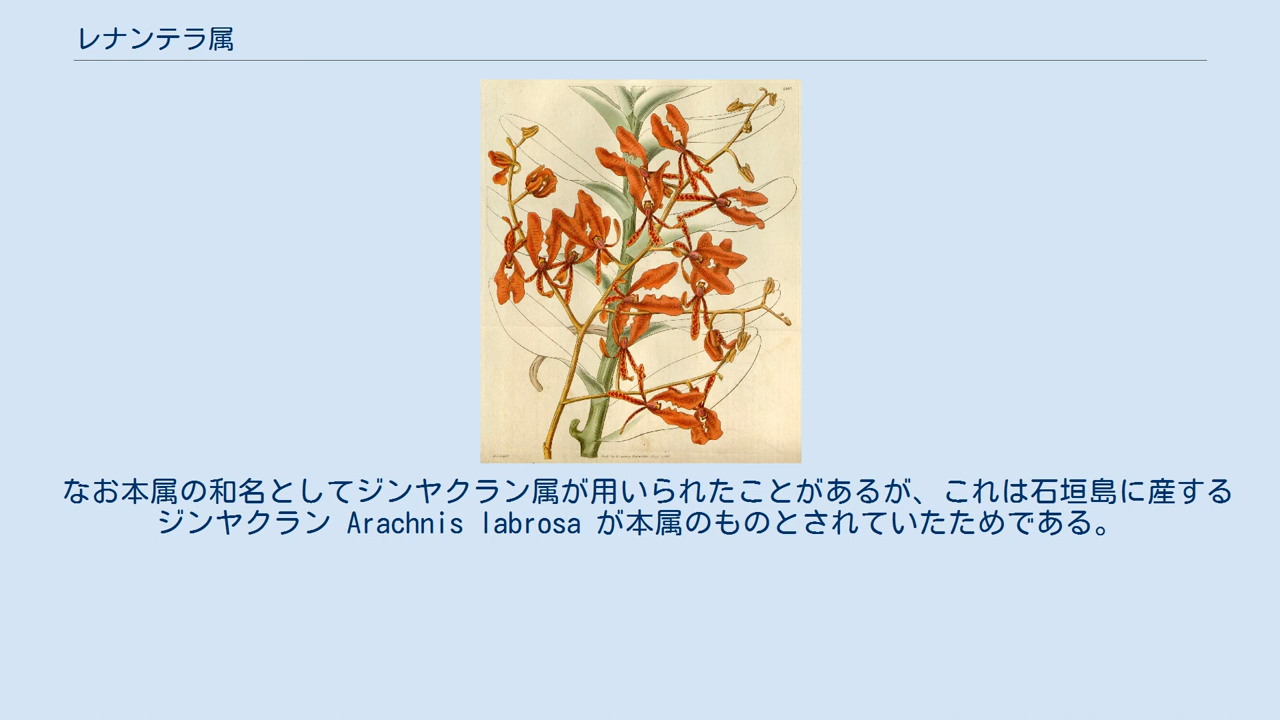 レナンテラ属
なお本属の和名としてジンヤクラン属が用いられたことがあるが、これは石垣島に産する
ジンヤクラン Arachnis labrosa が本属のものとされていたためである。